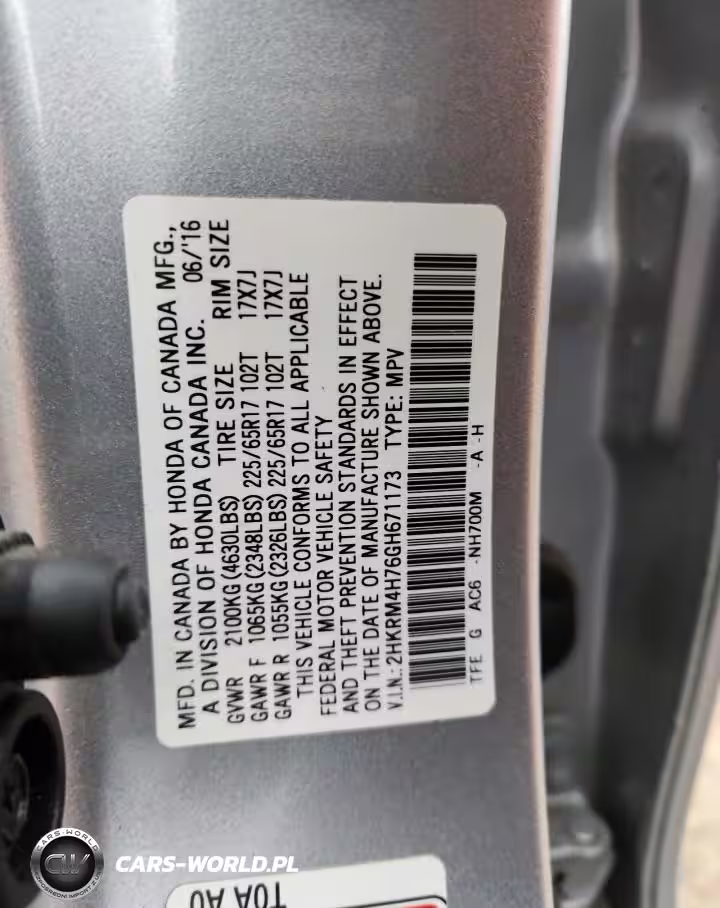 MFD. IN CANADA BY HONDA OF CANADA MFG.,
A DIVISION OF HONDA CANADA INC. 06/'16
GVWR 2100KG(4630LBS) TIRE SIZE RIM SIZE
GAWR F 1065KG(2348LBS) 225/65R17 102T 17X7J
GAWR R 1055KG(2326LBS) 225/65R17 102T 17X7J
THIS VEHICLE CONFORMS TO ALL APPLICABLE
FEDERAL MOTOR VEHICLE SAFETY
AND THEFT PREVENTION STANDARDS IN EFFECT
ON THE DATE OF MANUFACTURE SHOWN ABOVE.
V.I.N.: 2HKRM4H76GH671173 TYPE: MPV
TFE G AC6 -NH700M -A -H
CARS-WORLD
CW
CARS-WORLD.PL
T0A A0